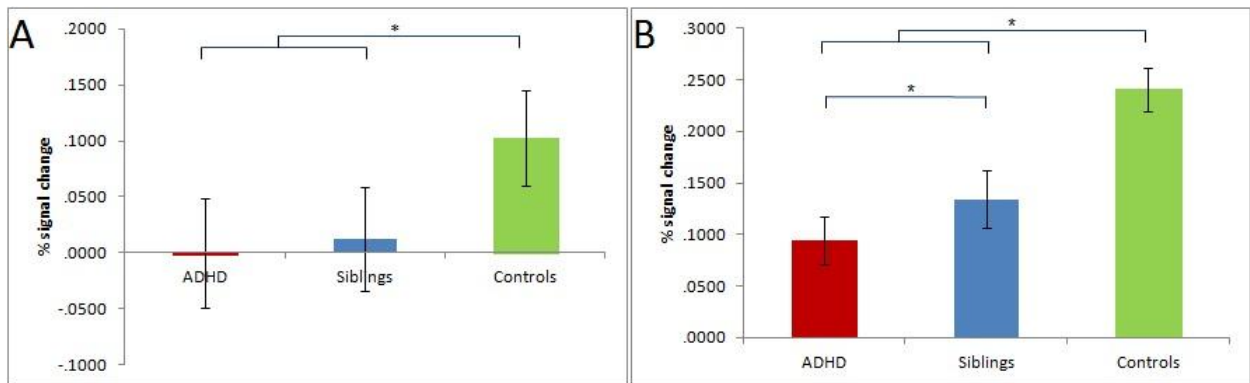 A
% signal change
.2000
.1500
.1000
.0500
.0000
-.0500
-.1000
*
ADHD
Siblings
Controls
B
% signal change
.3000
.2500
.2000
.1500
.1000
.0500
.0000
*
*
ADHD
Siblings
Controls